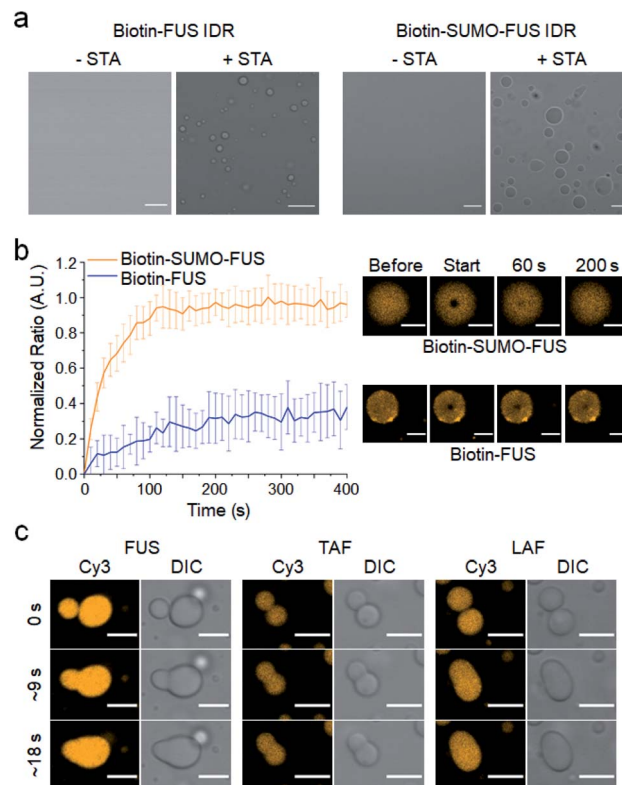 a
Biotin-FUS IDR
Biotin-SUMO-FUS IDR
- STA
+ STA
- STA
+ STA
b
Biotin-SUMO-FUS
Biotin-FUS
Normalized Ratio (A.U.)
1.2
1.0
0.8
0.6
0.4
0.2
0.0
0
100
200
300
400
Time (s)
Before
Start
60 s
200 s
Biotin-SUMO-FUS
Biotin-FUS
c
FUS
TAF
LAF
Cy3
DIC
Cy3
DIC
Cy3
DIC
0 s
~9 s
~18 s